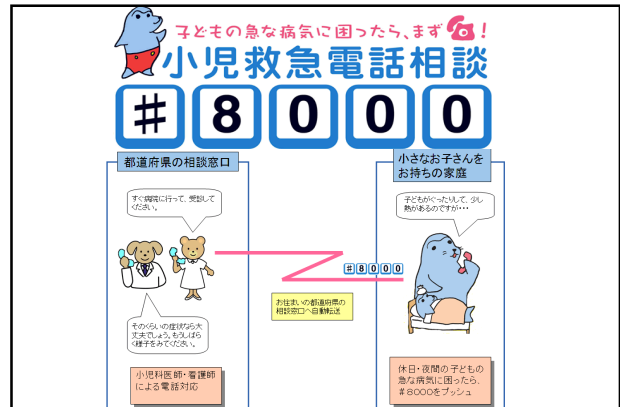 子どもの急な病気に困ったら、まず☎!
小児救急電話相談
#8000
都道府県の相談窓口
小さなお子さんを
お持ちの家庭
すぐ病院に行って、受診して
ください。
子どもがぐったりして、少し
熱があるのですが・・・
#8000
お住まいの都道府県の
相談窓口へ自動転送
そのくらいの症状なら大
丈夫でしょう。もうしばら
く様子をみてください。
小児科医師・看護師
による電話対応
休日・夜間の子どもの
急な病気に困ったら、
#8000をプッシュ